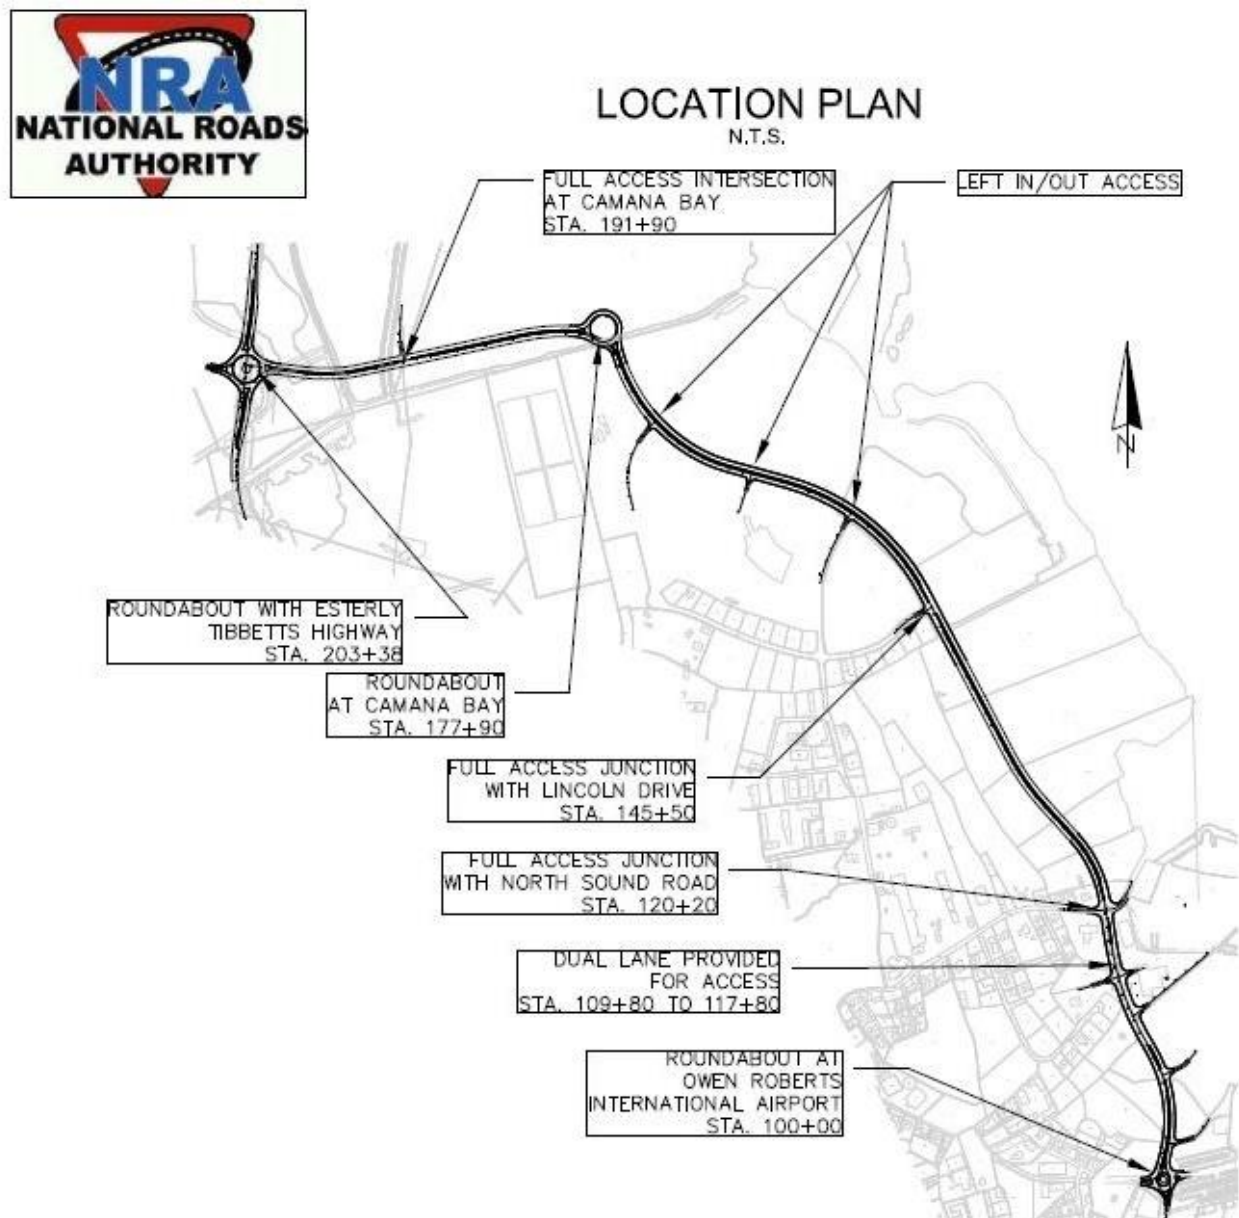 NRA
NATIONAL ROADS
AUTHORITY
LOCATION PLAN
N.T.S.
FULL ACCESS INTERSECTION
AT CAMANA BAY
STA. 191+90
LEFT IN/OUT ACCESS
N
ROUNDABOUT WITH ESTERLY
TIBBETTS HIGHWAY
STA. 203+38
ROUNDABOUT
AT CAMANA BAY
STA. 177+90
FULL ACCESS JUNCTION
WITH LINCOLN DRIVE
STA. 145+50
FULL ACCESS JUNCTION
WITH NORTH SOUND ROAD
STA. 120+20
DUAL LANE PROVIDED
FOR ACCESS
STA. 109+80 TO 117+80
ROUNDABOUT AT
OWEN ROBERTS
INTERNATIONAL AIRPORT
STA. 100+00